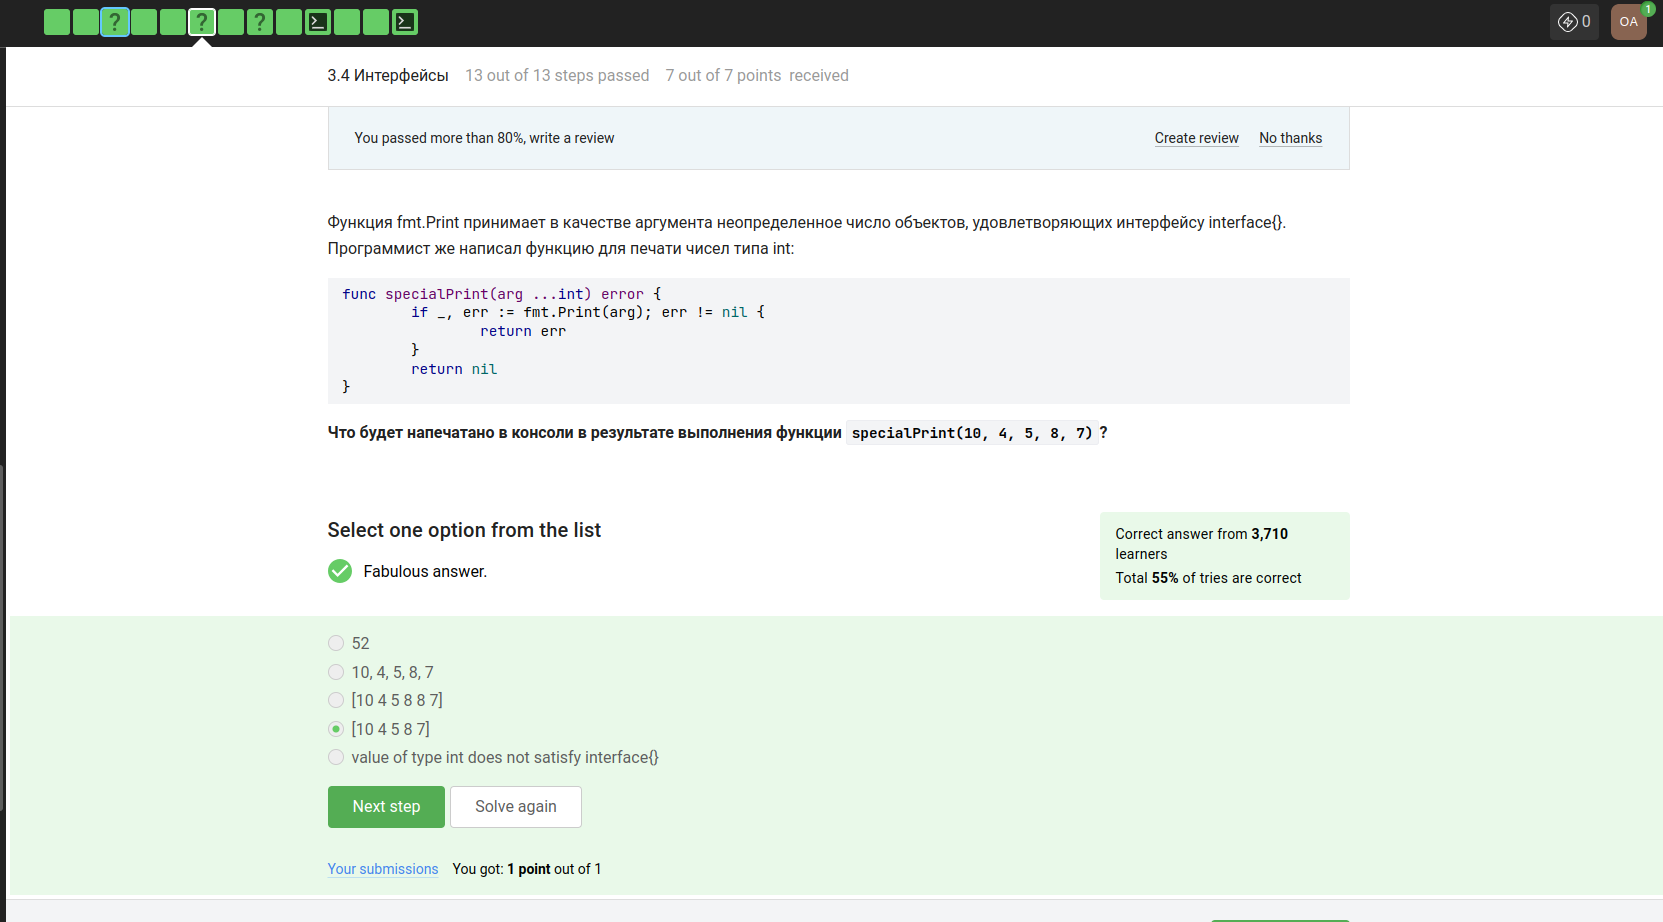 ? ? ?
0 OA 1
3.4 Интерфейсы 13 out of 13 steps passed 7 out of 7 points received
You passed more than 80%, write a review Create review No thanks
Функция fmt.Print принимает в качестве аргумента неопределенное число объектов, удовлетворяющих интерфейсу interface{}.
Программист же написал функцию для печати чисел типа int:
func specialPrint(arg ...int) error {
        if _, err := fmt.Print(arg); err != nil {
                return err
        }
        return nil
}
Что будет напечатано в консоли в результате выполнения функции specialPrint(10, 4, 5, 8, 7) ?
Select one option from the list
Fabulous answer.
Correct answer from 3,710
learners
Total 55% of tries are correct
52
10, 4, 5, 8, 7
[10 4 5 8 8 7]
[10 4 5 8 7]
value of type int does not satisfy interface{}
Next step Solve again
Your submissions You got: 1 point out of 1